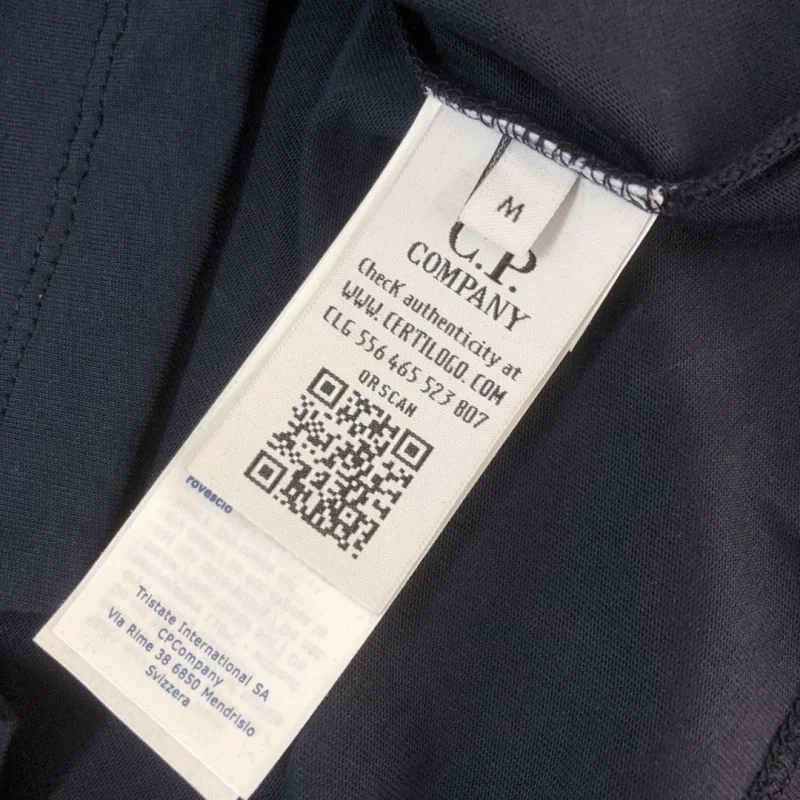 M
C.P.
COMPANY
Check authenticity at
WWW.CERTILOGO.COM
CLG 556 465 523 807
QR SCAN
rovescio
Tristate International SA
CPCompany
Via Rime 38 6850 Mendrisio
Svizzera